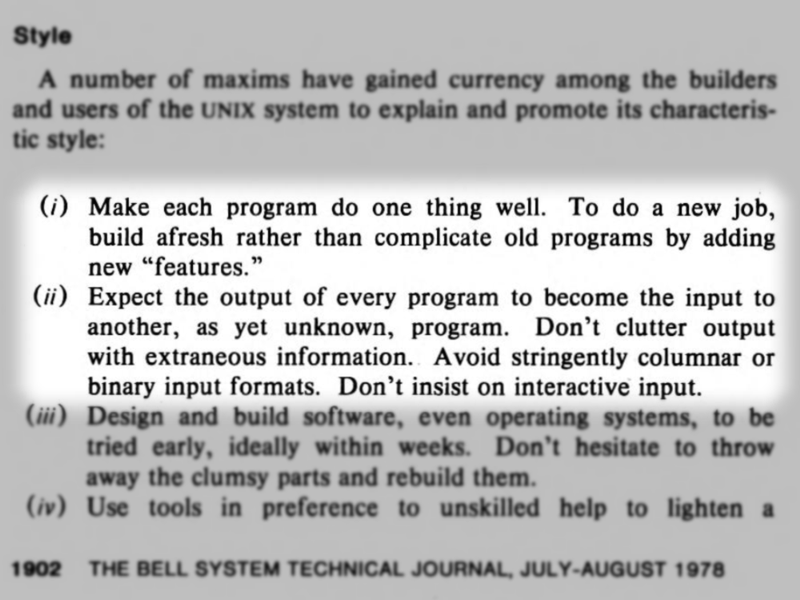 Style
A number of maxims have gained currency among the builders
and users of the UNIX system to explain and promote its characteris-
tic style:
(i) Make each program do one thing well. To do a new job,
build afresh rather than complicate old programs by adding
new “features.”
(ii) Expect the output of every program to become the input to
another, as yet unknown, program. Don’t clutter output
with extraneous information. Avoid stringently columnar or
binary input formats. Don’t insist on interactive input.
(iii) Design and build software, even operating systems, to be
tried early, ideally within weeks. Don’t hesitate to throw
away the clumsy parts and rebuild them.
(iv) Use tools in preference to unskilled help to lighten a
1902 THE BELL SYSTEM TECHNICAL JOURNAL, JULY-AUGUST 1978